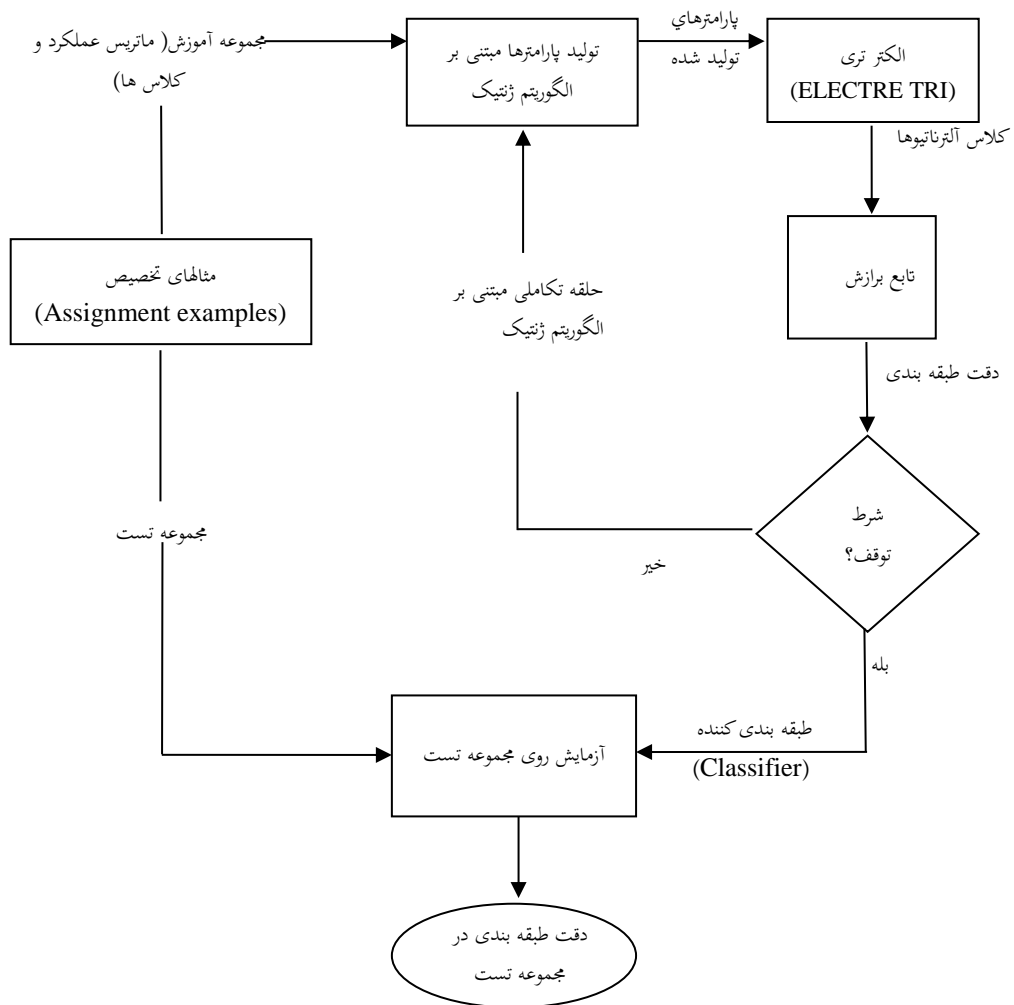 مجموعه آموزش( ماتریس عملکرد و
کلاس ها)
تولید پارامترها مبتنی بر
الگوریتم ژنتیک
پارامترهاي
تولید شده
الکتر تری
(ELECTRE TRI)
کلاس آلترناتیوها
مثالهای تخصیص
(Assignment examples)
حلقه تکاملی مبتنی بر
الگوریتم ژنتیک
تابع برازش
دقت طبقه بندی
شرط
توقف؟
خیر
بله
مجموعه تست
طبقه بندی کننده
(Classifier)
آزمایش روی مجموعه تست
دقت طبقه بندی در
مجموعه تست